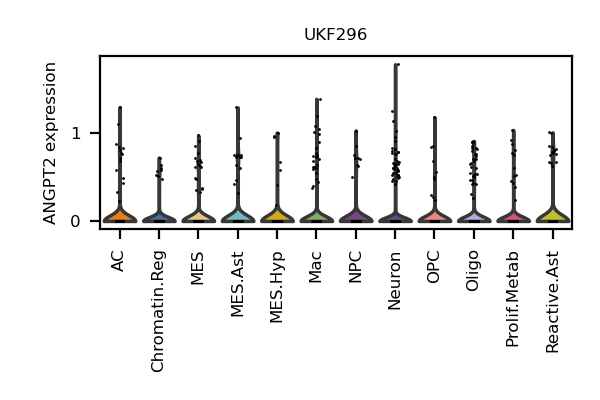 UKF296
ANGPT2 expression
1
0
AC
Chromatin.Reg
MES
MES.Ast
MES.Hyp
Mac
NPC
Neuron
OPC
Oligo
Prolif.Metab
Reactive.Ast